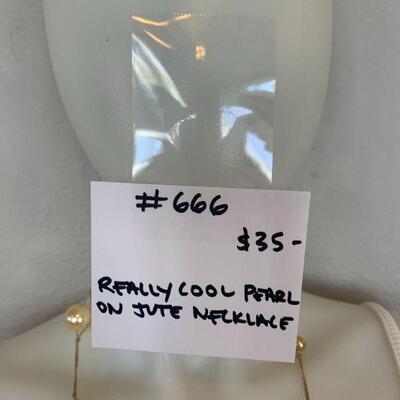 #666
$35-
REALLY COOL PEARL
ON JUTE NECKLACE